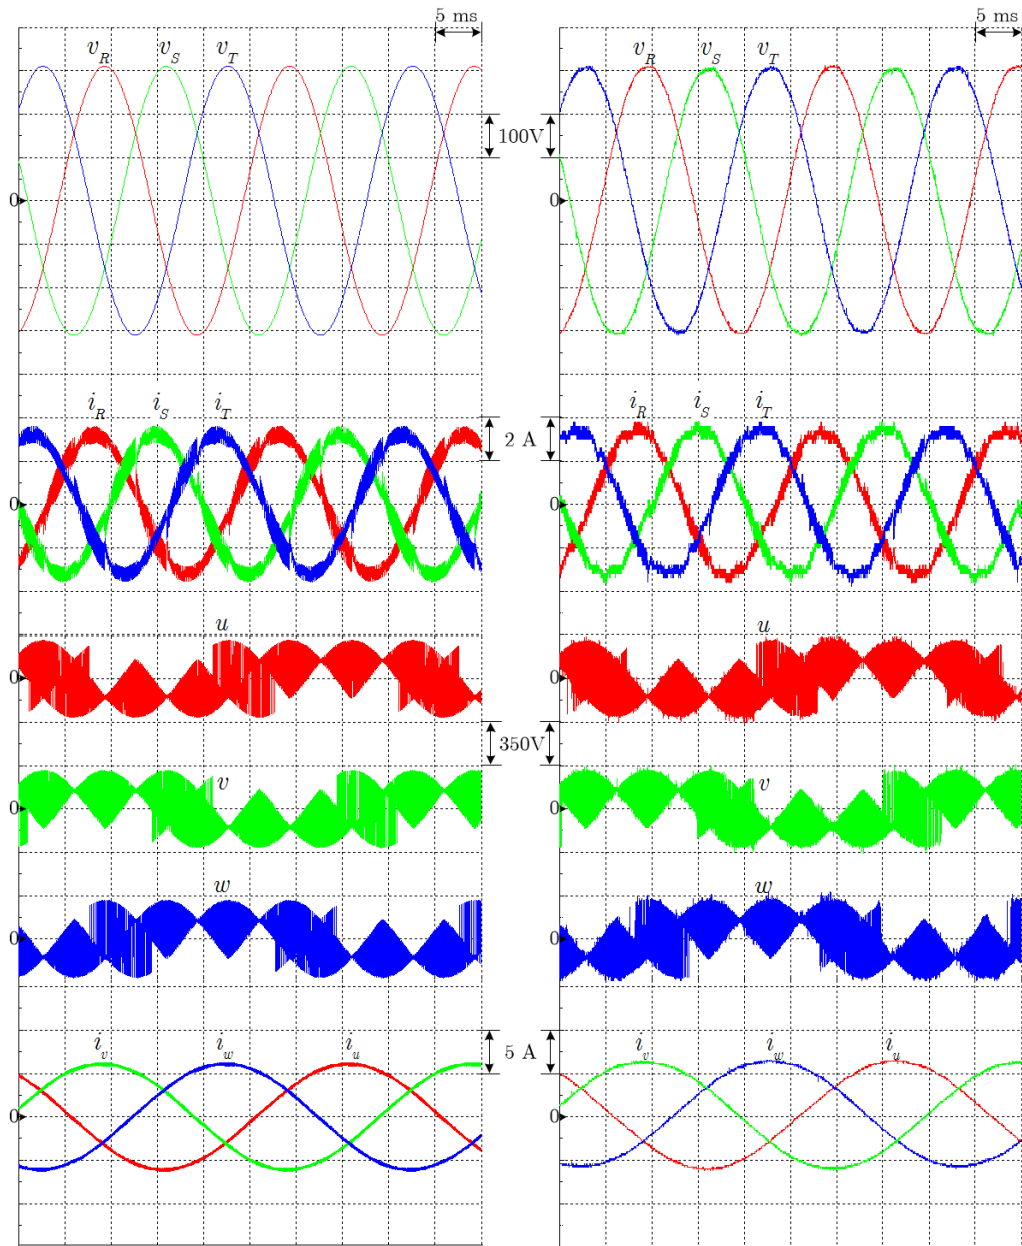 5 ms 5 ms
v_R v_S v_T v_R v_S v_T
100V
0 0
i_R i_S i_T i_R i_S i_T
2 A
0 0
u u
0 0
350V
v v
0 0
w w
0 0
i_v i_w i_u i_v i_w i_u
5 A
0 0